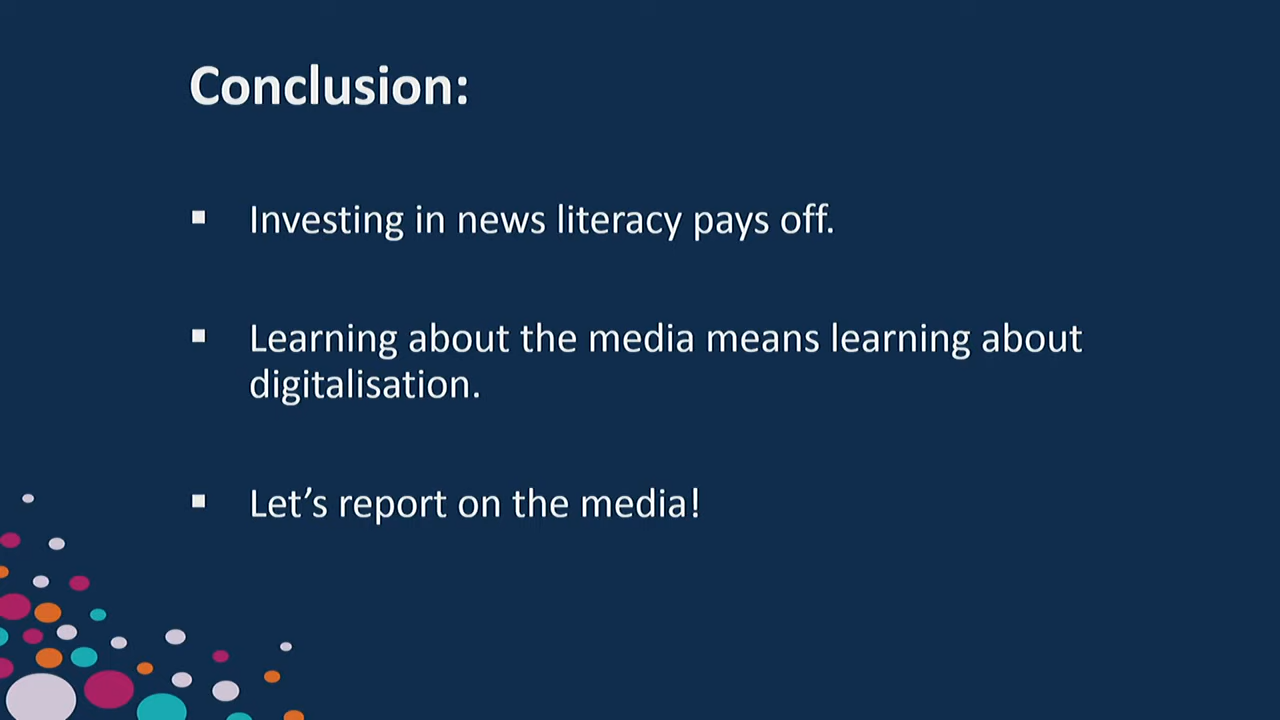 Conclusion:
▪ Investing in news literacy pays off.
▪ Learning about the media means learning about
digitalisation.
▪ Let’s report on the media!